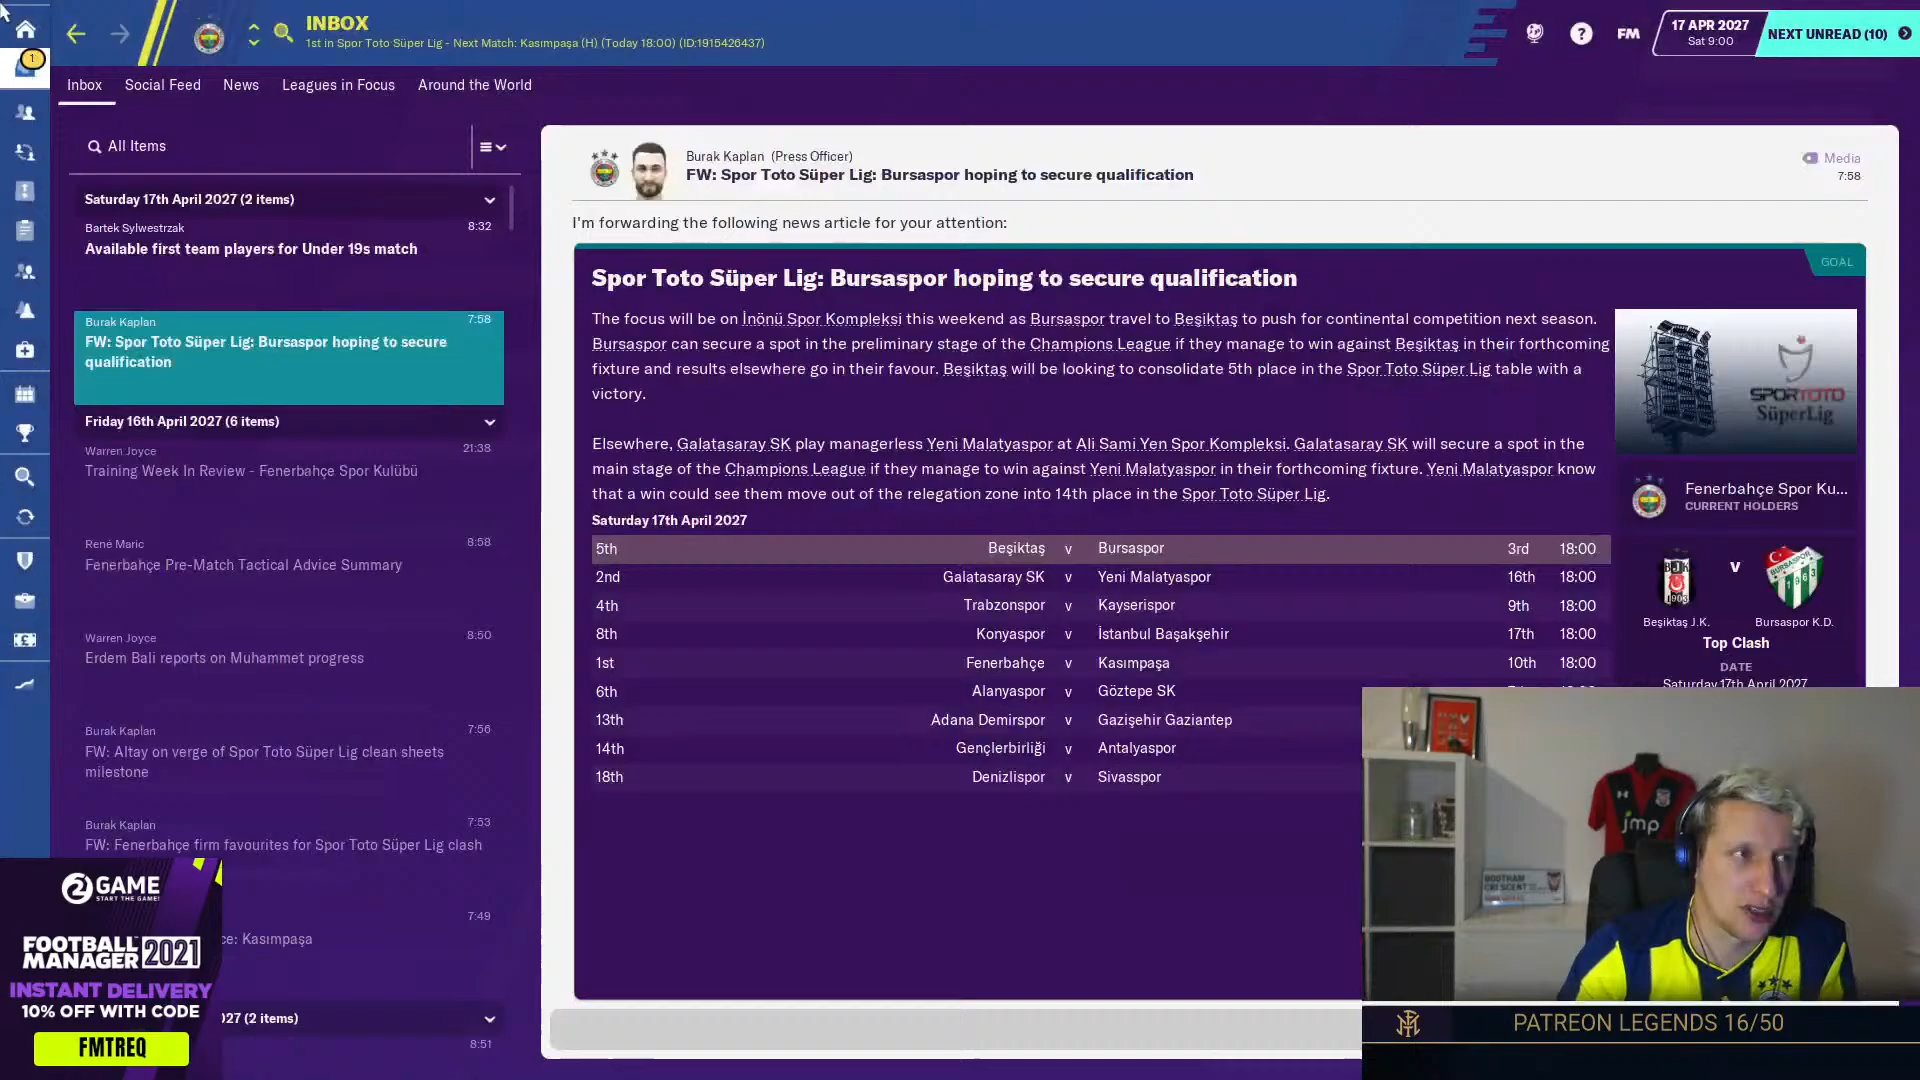 INBOX
1st in Spor Toto Süper Lig - Next Match: Kasımpaşa (H) (Today 18:00) (ID:1915426437)
FM
17 APR 2027
Sat 9:00
NEXT UNREAD (10)
1
Inbox
Social Feed
News
Leagues in Focus
Around the World
All Items
Saturday 17th April 2027 (2 items)
Bartek Sylwestrzak
8:32
Available first team players for Under 19s match
Burak Kaplan
7:58
FW: Spor Toto Süper Lig: Bursaspor hoping to secure
qualification
Friday 16th April 2027 (6 items)
Warren Joyce
21:38
Training Week In Review - Fenerbahçe Spor Kulübü
René Maric
8:58
Fenerbahçe Pre-Match Tactical Advice Summary
Warren Joyce
8:50
Erdem Bali reports on Muhammet progress
Burak Kaplan
7:56
FW: Altay on verge of Spor Toto Süper Lig clean sheets
milestone
Burak Kaplan
7:53
FW: Fenerbahçe firm favourites for Spor Toto Süper Lig clash
7:49
ce: Kasımpaşa
027 (2 items)
8:51
Burak Kaplan (Press Officer)
FW: Spor Toto Süper Lig: Bursaspor hoping to secure qualification
Media
7:58
I'm forwarding the following news article for your attention:
Spor Toto Süper Lig: Bursaspor hoping to secure qualification
GOAL
The focus will be on İnönü Spor Kompleksi this weekend as Bursaspor travel to Beşiktaş to push for continental competition next season.
Bursaspor can secure a spot in the preliminary stage of the Champions League if they manage to win against Beşiktaş in their forthcoming
fixture and results elsewhere go in their favour. Beşiktaş will be looking to consolidate 5th place in the Spor Toto Süper Lig table with a
victory.
Elsewhere, Galatasaray SK play managerless Yeni Malatyaspor at Ali Sami Yen Spor Kompleksi. Galatasaray SK will secure a spot in the
main stage of the Champions League if they manage to win against Yeni Malatyaspor in their forthcoming fixture. Yeni Malatyaspor know
that a win could see them move out of the relegation zone into 14th place in the Spor Toto Süper Lig.
Saturday 17th April 2027
5th Beşiktaş v Bursaspor 3rd 18:00
2nd Galatasaray SK v Yeni Malatyaspor 16th 18:00
4th Trabzonspor v Kayserispor 9th 18:00
8th Konyaspor v İstanbul Başakşehir 17th 18:00
1st Fenerbahçe v Kasımpaşa 10th 18:00
6th Alanyaspor v Göztepe SK
13th Adana Demirspor v Gazişehir Gaziantep
14th Gençlerbirliği v Antalyaspor
18th Denizlispor v Sivasspor
SPORTOTO
SüperLig
Fenerbahçe Spor Ku...
CURRENT HOLDERS
BJK
1903
v
BURSASPOR
1963
Beşiktaş J.K.
Bursaspor K.D.
Top Clash
DATE
Saturday 17th April 2027
jmp
BOOTHAM
CRESCENT
PATREON LEGENDS 16/50
2GAME
START THE GAME!
FOOTBALL
MANAGER 2021
INSTANT DELIVERY
10% OFF WITH CODE
FMTREQ